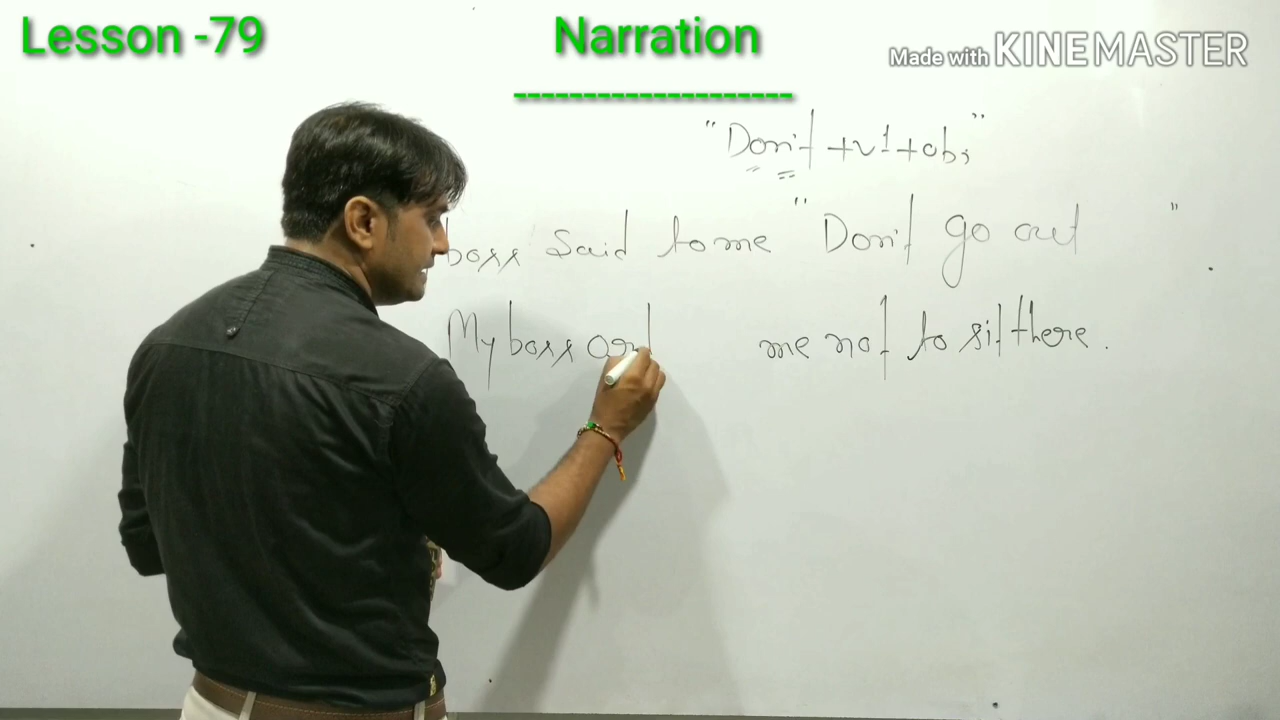 Lesson -79
Narration
Made with KINEMASTER
"Don't + v1 + obj"
boss said to me "Don't go out "
My boss ord me not to sit there.